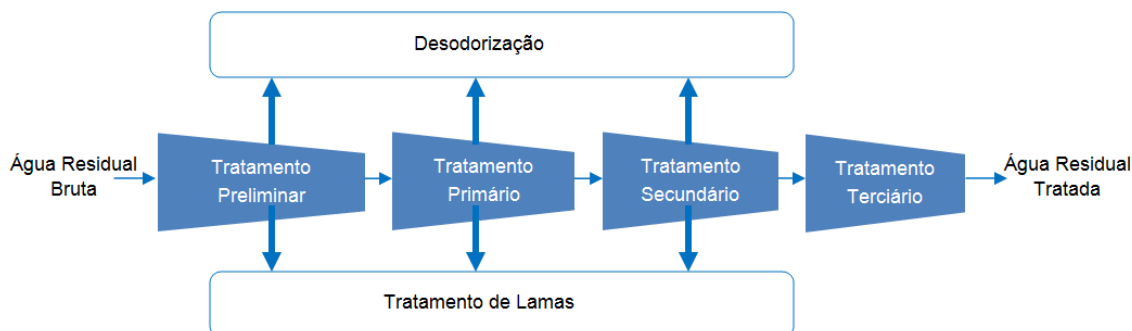 Desodorização
Água Residual
Bruta
Tratamento
Preliminar
Tratamento
Primário
Tratamento
Secundário
Tratamento
Terciário
Água Residual
Tratada
Tratamento de Lamas